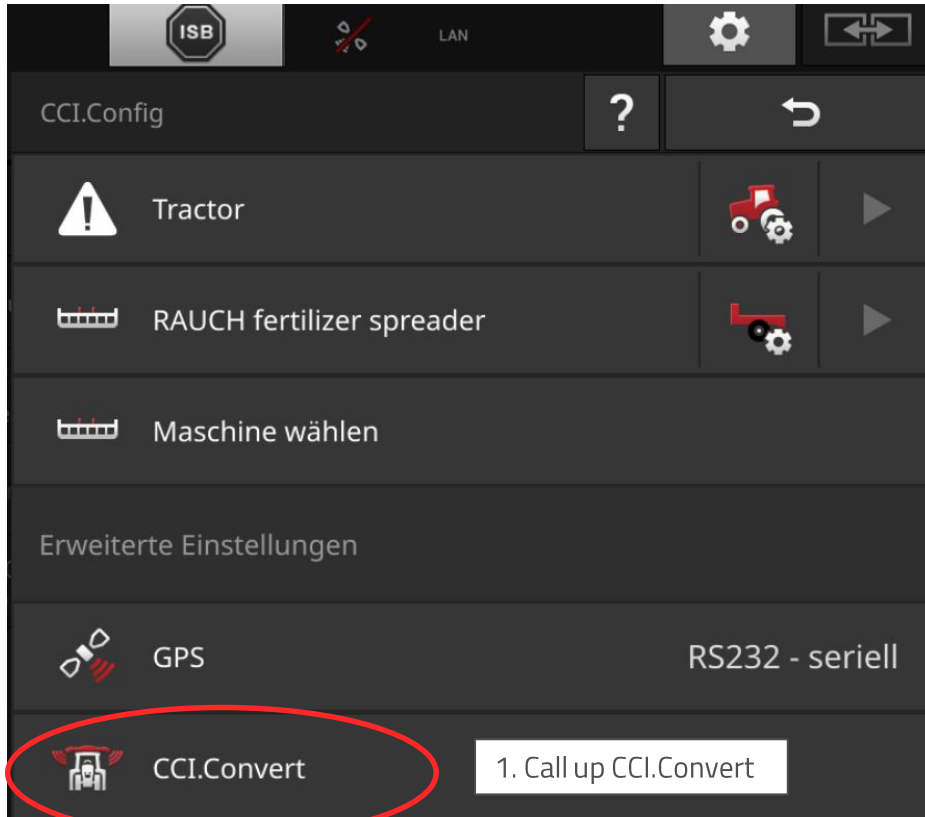 ISB
LAN
CCI.Config
?
Tractor
RAUCH fertilizer spreader
Maschine wählen
Erweiterte Einstellungen
GPS
RS232 - seriell
CCI.Convert
1. Call up CCI.Convert